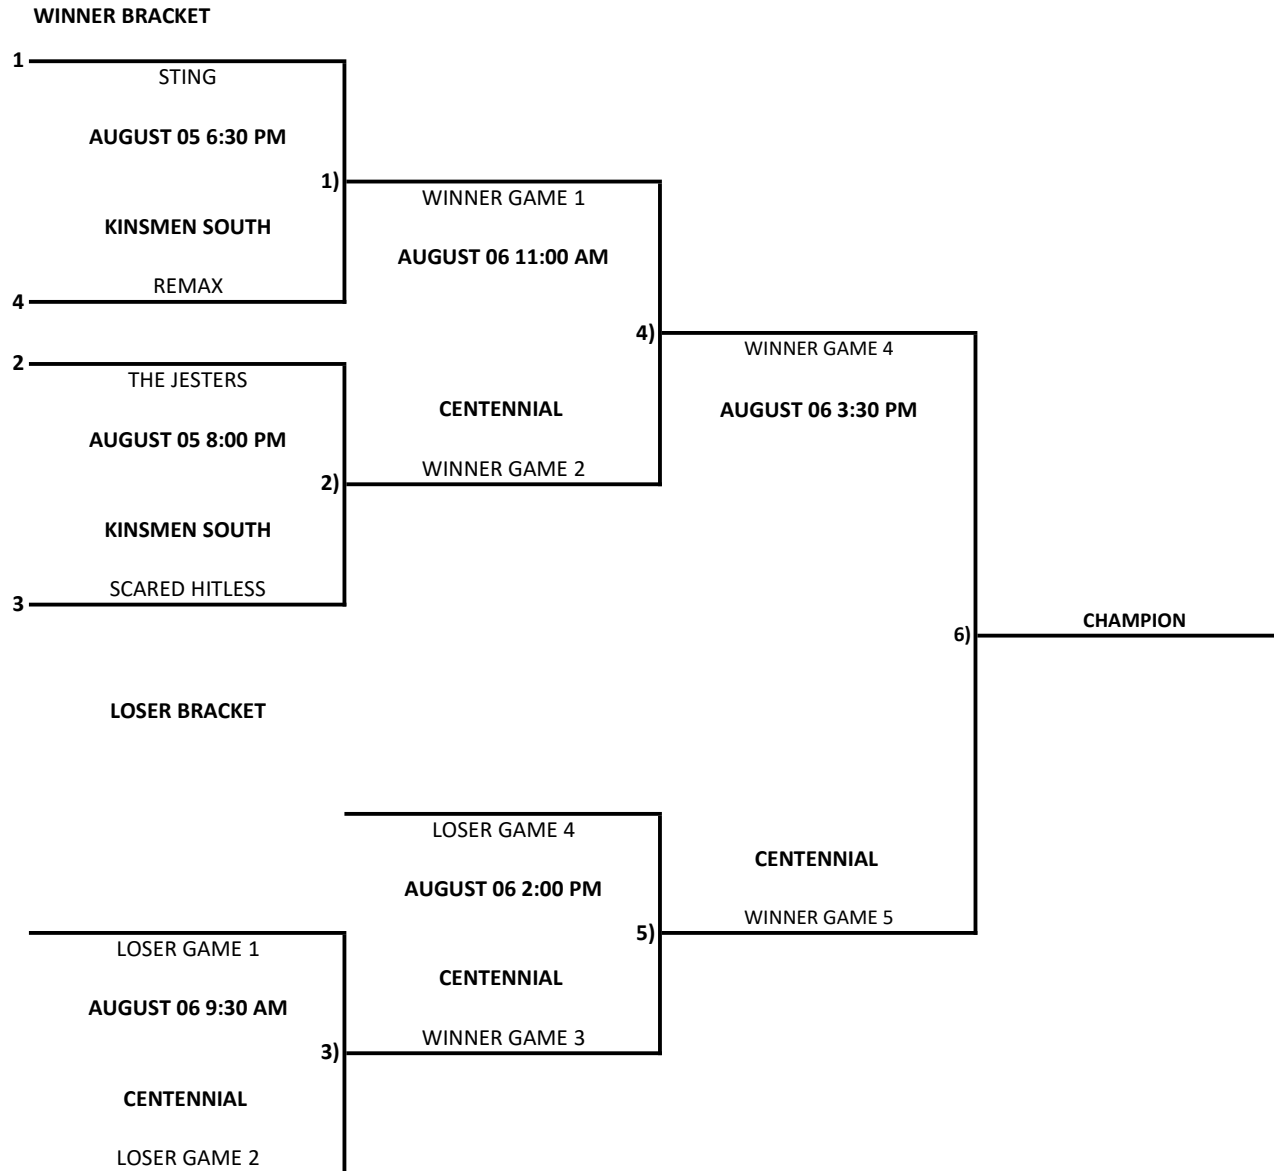 WINNER BRACKET
1
STING
AUGUST 05 6:30 PM
1)
WINNER GAME 1
KINSMEN SOUTH
AUGUST 06 11:00 AM
REMAX
4
4)
WINNER GAME 4
2
THE JESTERS
CENTENNIAL
AUGUST 06 3:30 PM
AUGUST 05 8:00 PM
WINNER GAME 2
2)
KINSMEN SOUTH
SCARED HITLESS
3
CHAMPION
6)
LOSER BRACKET
LOSER GAME 4
CENTENNIAL
AUGUST 06 2:00 PM
WINNER GAME 5
5)
LOSER GAME 1
CENTENNIAL
AUGUST 06 9:30 AM
WINNER GAME 3
3)
CENTENNIAL
LOSER GAME 2